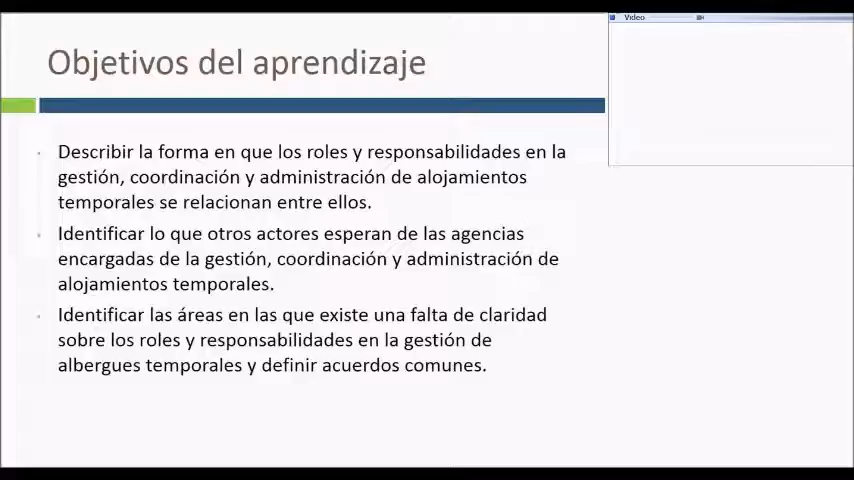 Video
Objetivos del aprendizaje
Describir la forma en que los roles y responsabilidades en la
gestión, coordinación y administración de alojamientos
temporales se relacionan entre ellos.
Identificar lo que otros actores esperan de las agencias
encargadas de la gestión, coordinación y administración de
alojamientos temporales.
Identificar las áreas en las que existe una falta de claridad
sobre los roles y responsabilidades en la gestión de
albergues temporales y definir acuerdos comunes.